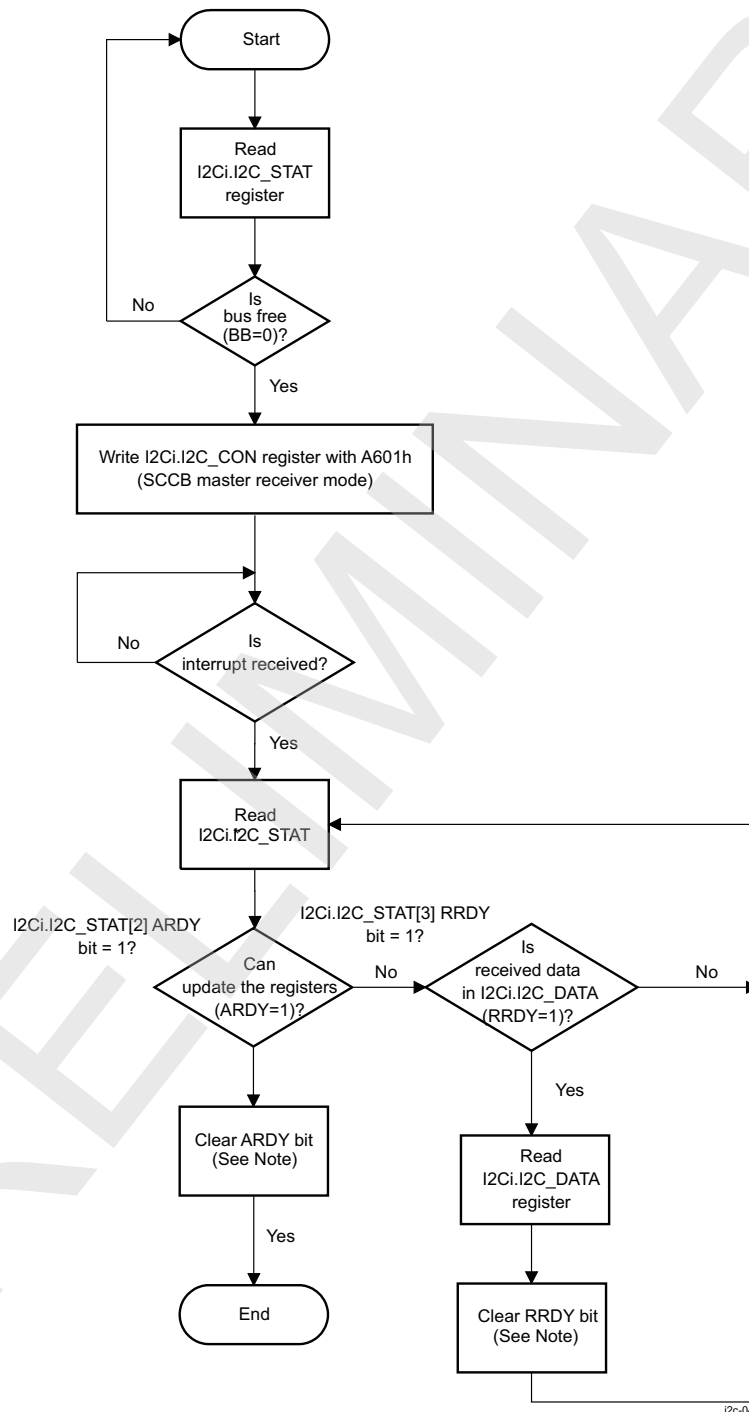 Start
Read
I2Ci.I2C_STAT
register
Is
bus free
(BB=0)?
No
Yes
Write I2Ci.I2C_CON register with A601h
(SCCB master receiver mode)
Is
interrupt received?
No
Yes
Read
I2Ci.I2C_STAT
I2Ci.I2C_STAT[2] ARDY
bit = 1?
I2Ci.I2C_STAT[3] RRDY
bit = 1?
Can
update the registers
(ARDY=1)?
No
Is
received data
in I2Ci.I2C_DATA
(RRDY=1)?
No
Yes
Clear ARDY bit
(See Note)
Read
I2Ci.I2C_DATA
register
Yes
End
Clear RRDY bit
(See Note)